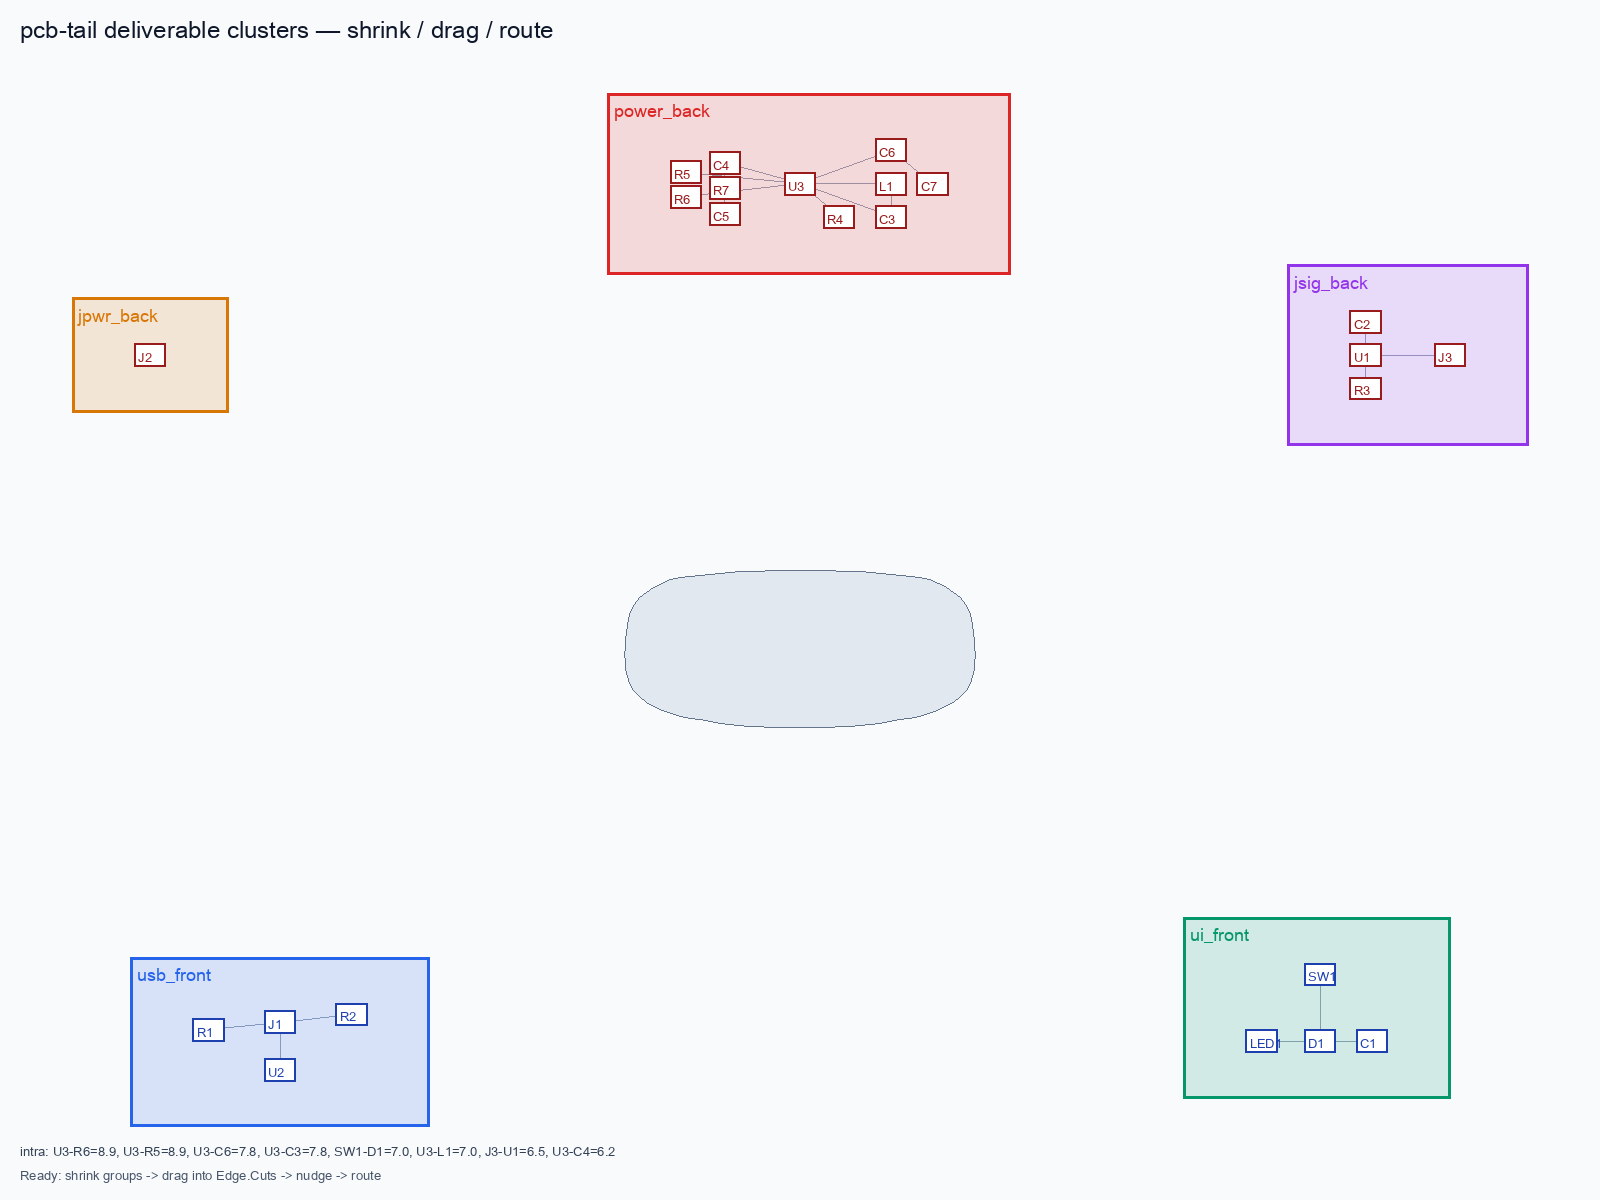 pcb-tail deliverable clusters — shrink / drag / route
power_back
C6
C4
R5
U3
L1
C7
R7
R6
C5
R4
C3
jsig_back
C2
U1
J3
R3
jpwr_back
J2
ui_front
SW1
LED1
D1
C1
usb_front
R2
J1
R1
U2
intra: U3-R6=8.9, U3-R5=8.9, U3-C6=7.8, U3-C3=7.8, SW1-D1=7.0, U3-L1=7.0, J3-U1=6.5, U3-C4=6.2
Ready: shrink groups -> drag into Edge.Cuts -> nudge -> route